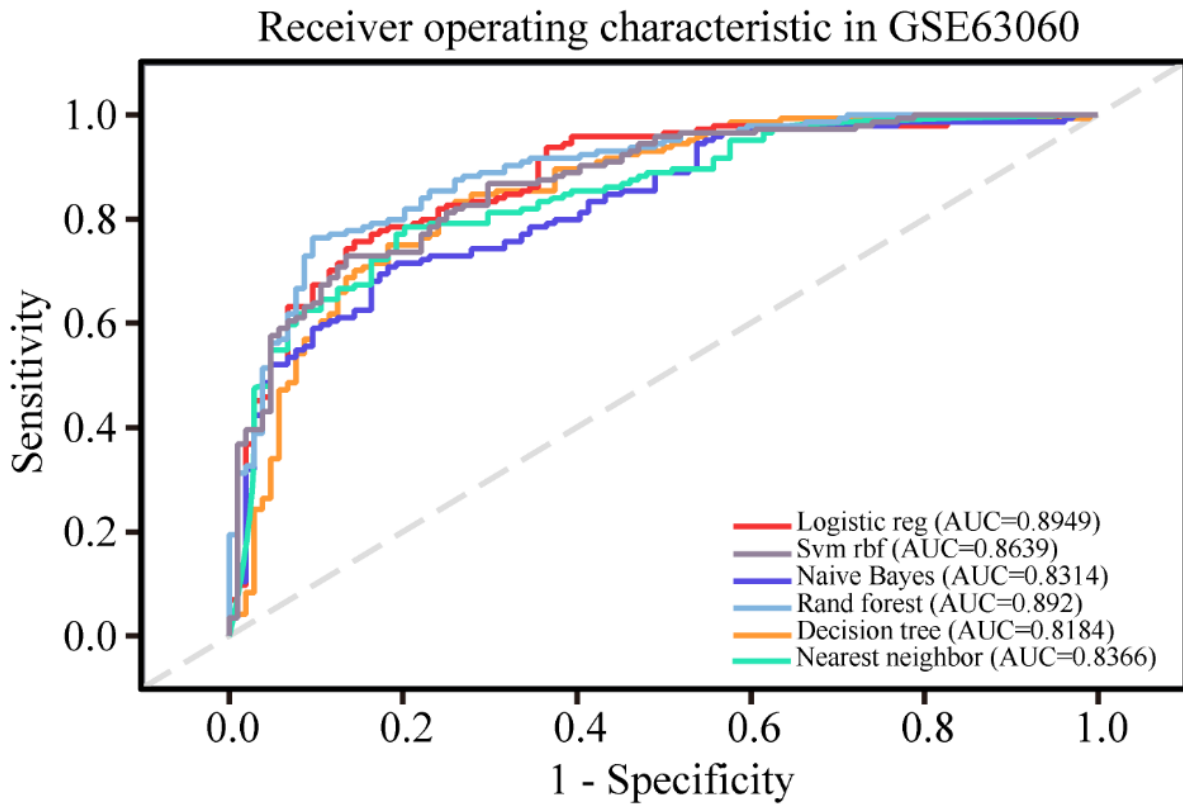 Receiver operating characteristic in GSE63060
Sensitivity
1.0
0.8
0.6
0.4
0.2
0.0
Logistic reg (AUC=0.8949)
Svm rbf (AUC=0.8639)
Naive Bayes (AUC=0.8314)
Rand forest (AUC=0.892)
Decision tree (AUC=0.8184)
Nearest neighbor (AUC=0.8366)
0.0 0.2 0.4 0.6 0.8 1.0
1 - Specificity